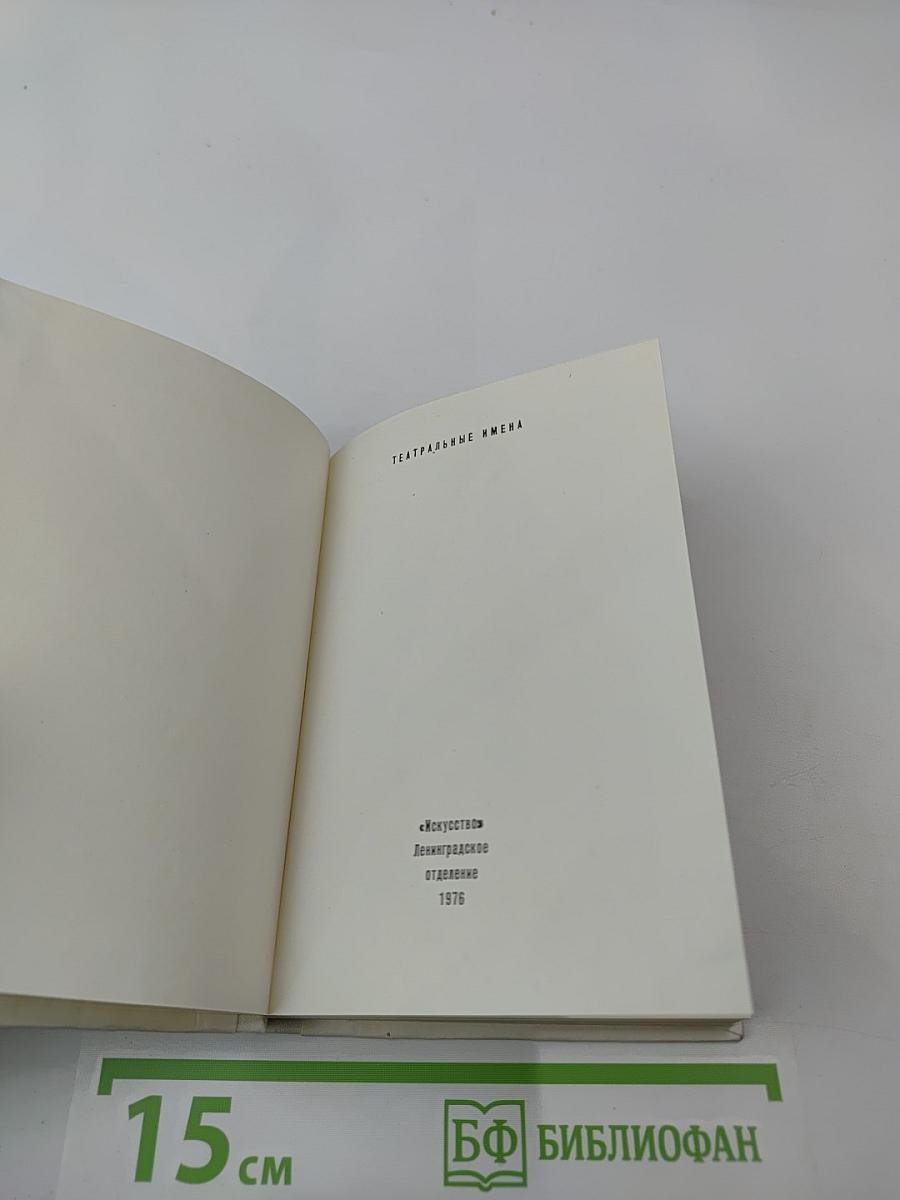 ТЕАТРАЛЬНЫЕ ИМЕНА
«Искусство»
Ленинградское
отделение
1976
15 см
БФ БИБЛИОФАН